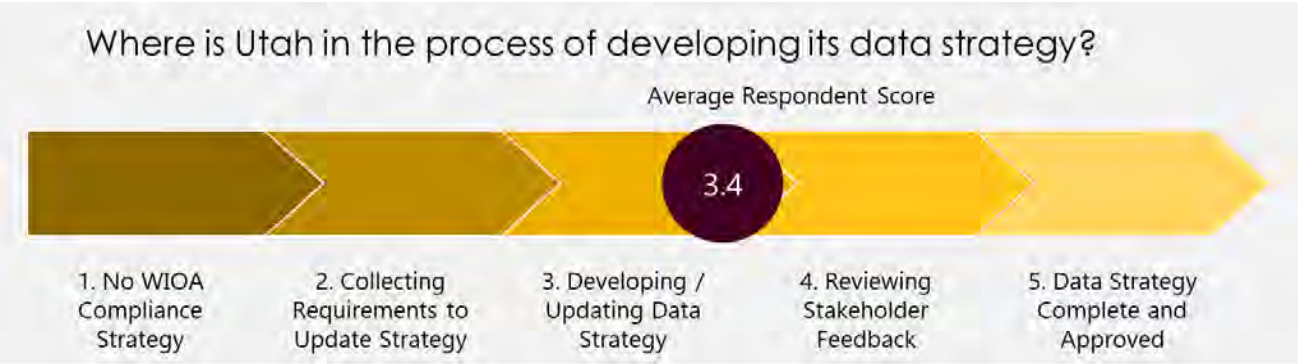 Where is Utah in the process of developing its data strategy?
Average Respondent Score
3.4
1. No WIOA
Compliance
Strategy
2. Collecting
Requirements to
Update Strategy
3. Developing /
Updating Data
Strategy
4. Reviewing
Stakeholder
Feedback
5. Data Strategy
Complete and
Approved